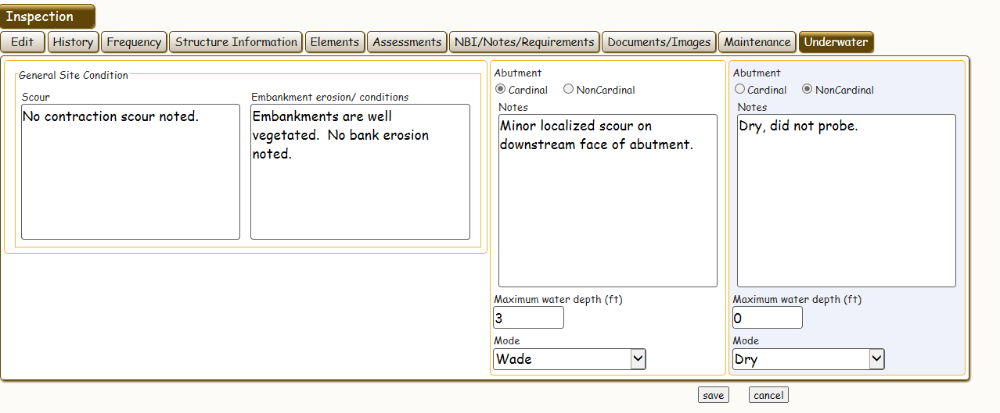 Inspection
Edit History Frequency Structure Information Elements Assessments NBI/Notes/Requirements Documents/Images Maintenance Underwater
General Site Condition
Scour
No contraction scour noted.
Embankment erosion/ conditions
Embankments are well
vegetated.  No bank erosion
noted.
Abutment
Cardinal NonCardinal
Notes
Minor localized scour on
downstream face of abutment.
Maximum water depth (ft)
3
Mode
Wade
Abutment
Cardinal NonCardinal
Notes
Dry, did not probe.
Maximum water depth (ft)
0
Mode
Dry
save cancel